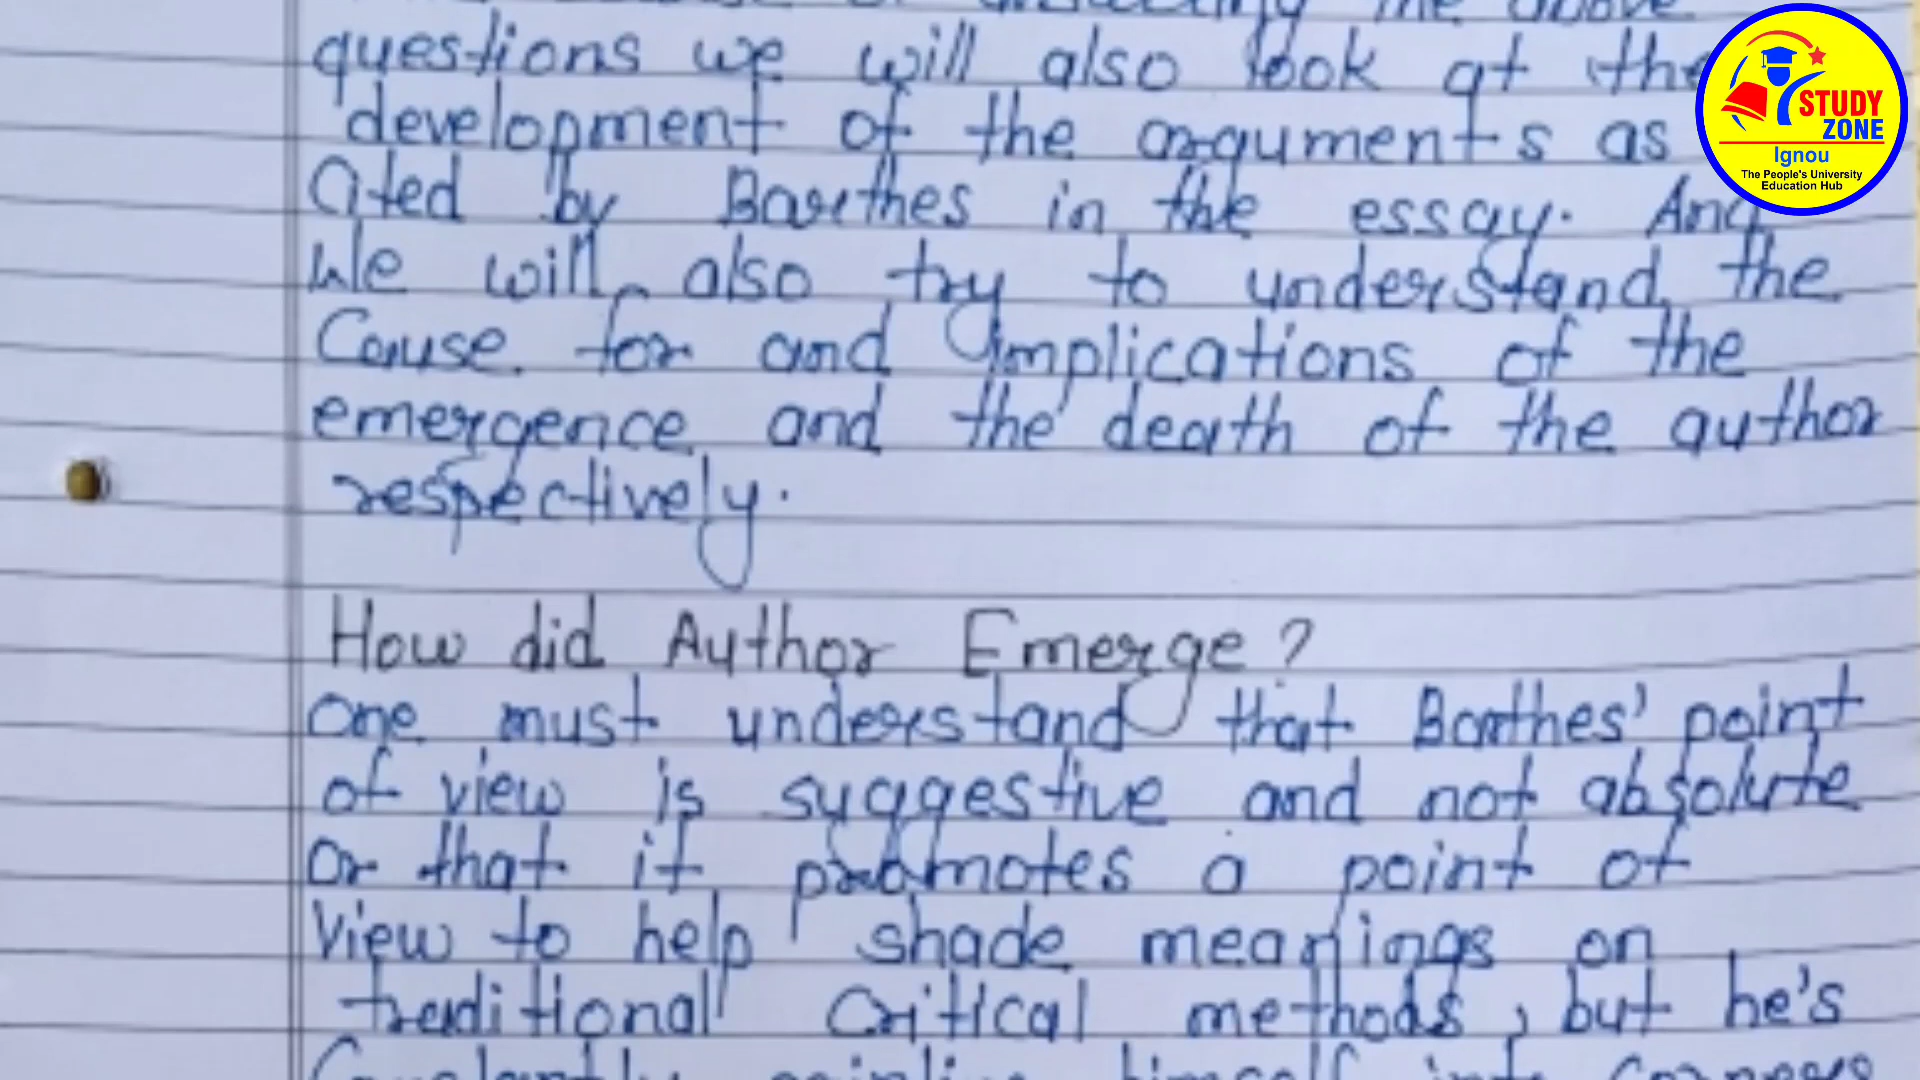 questions we will also look at the
development of the arguments as
Cited by Barthes in the essay. And
We will also try to understand the
Cause for and implications of the
emergence and the death of the author
respectively.
How did Author Emerge?
One must understand that Barthes' point
of view is suggestive and not absolute
Or that it promotes a point of
View to help shade meanings on
traditional critical methods, but he's
Constantly himself into corners
STUDY
ZONE
Ignou
The People's University
Education Hub